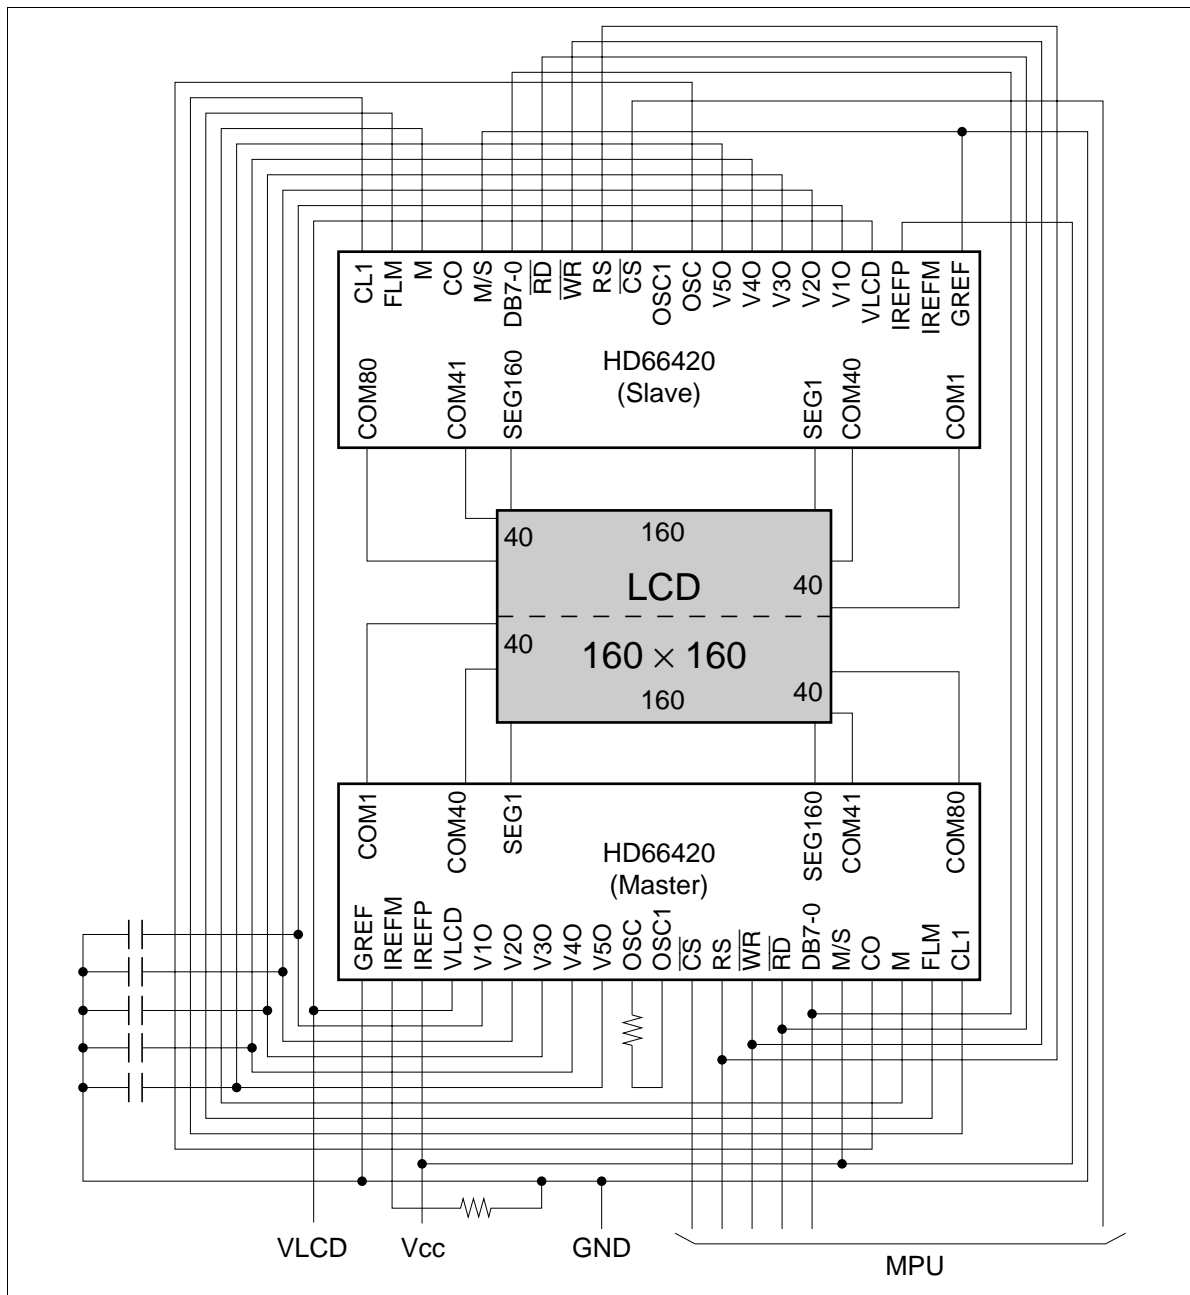 CL1 FLM M CO M/S DB7-0 RD WR RS CS OSC1 OSC V5O V4O V3O V2O V1O VLCD IREFP IREFM GREF
HD66420
(Slave)
COM80 COM41 SEG160 SEG1 COM40 COM1
40 160
LCD 40
40 160 × 160
160 40
COM1 COM40 SEG1 SEG160 COM41 COM80
HD66420
(Master)
GREF IREFM IREFP VLCD V1O V2O V3O V4O V5O OSC OSC1 CS RS WR RD DB7-0 M/S CO M FLM CL1
VLCD Vcc GND MPU